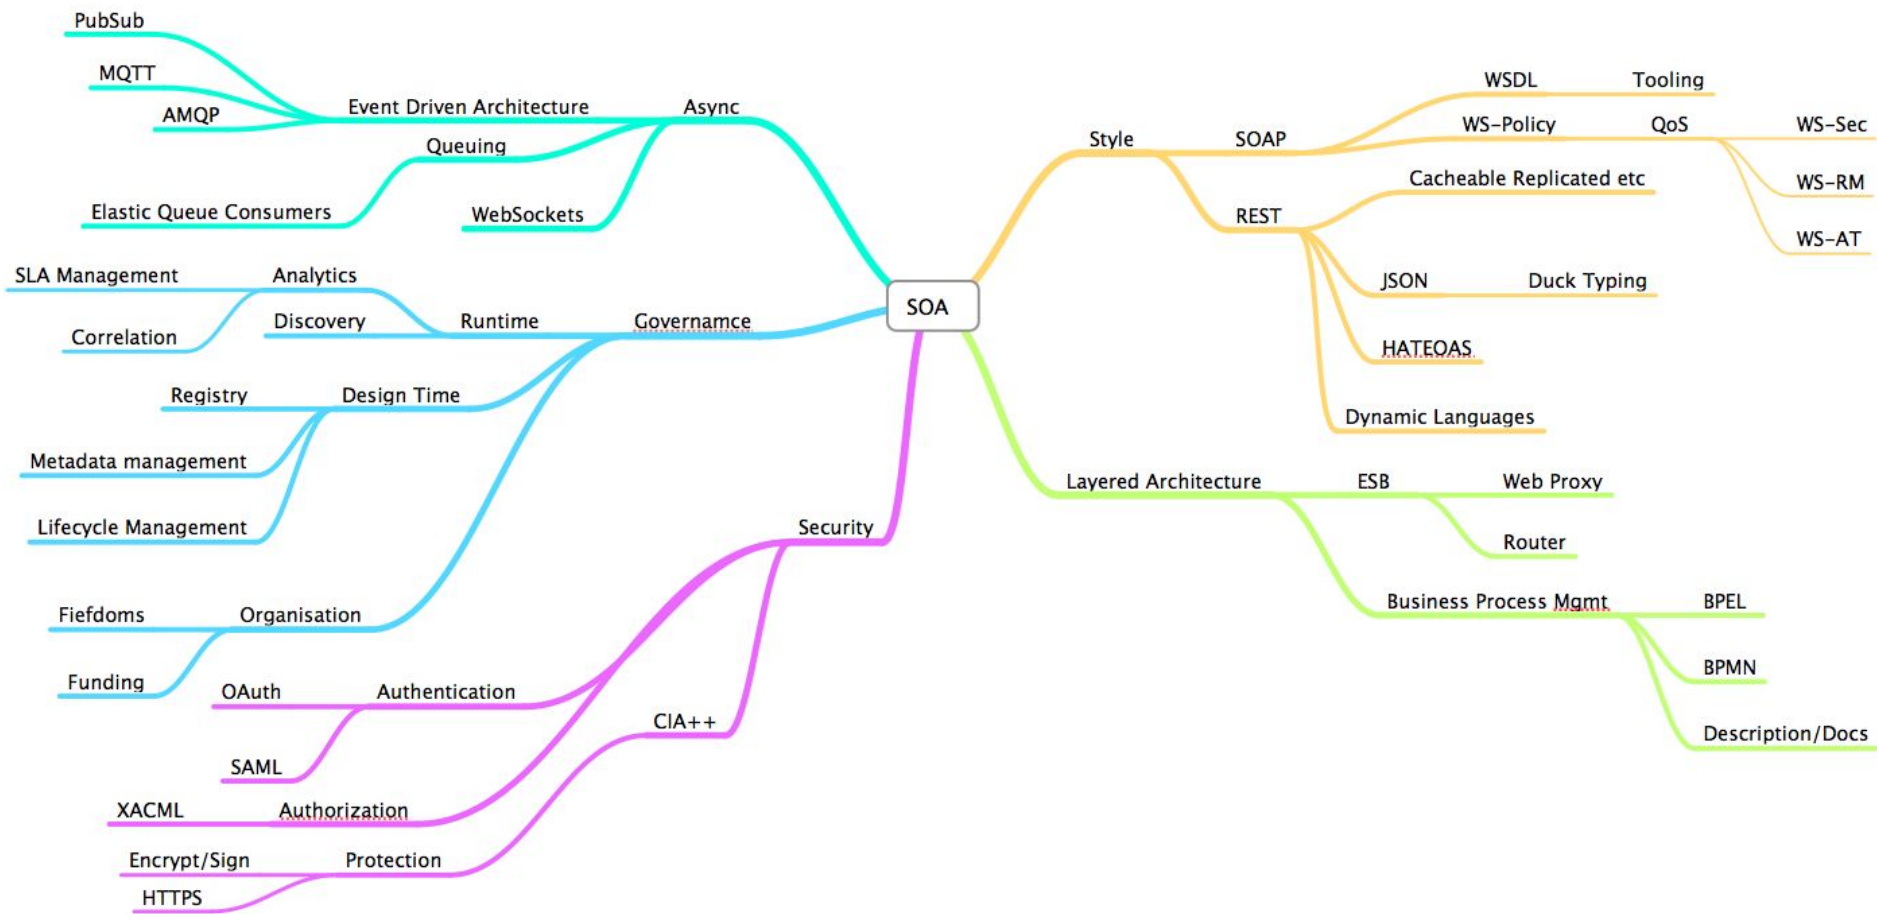 PubSub
MQTT
AMQP
Event Driven Architecture
Async
Queuing
Elastic Queue Consumers
WebSockets
SLA Management
Analytics
Correlation
Discovery
Runtime
Governamce
Registry
Design Time
Metadata management
Lifecycle Management
Fiefdoms
Organisation
Funding
Security
OAuth
Authentication
SAML
CIA++
XACML
Authorization
Encrypt/Sign
Protection
HTTPS
SOA
Style
SOAP
WSDL
Tooling
WS-Policy
QoS
WS-Sec
WS-RM
WS-AT
REST
Cacheable Replicated etc
JSON
Duck Typing
HATEOAS
Dynamic Languages
Layered Architecture
ESB
Web Proxy
Router
Business Process Mgmt
BPEL
BPMN
Description/Docs